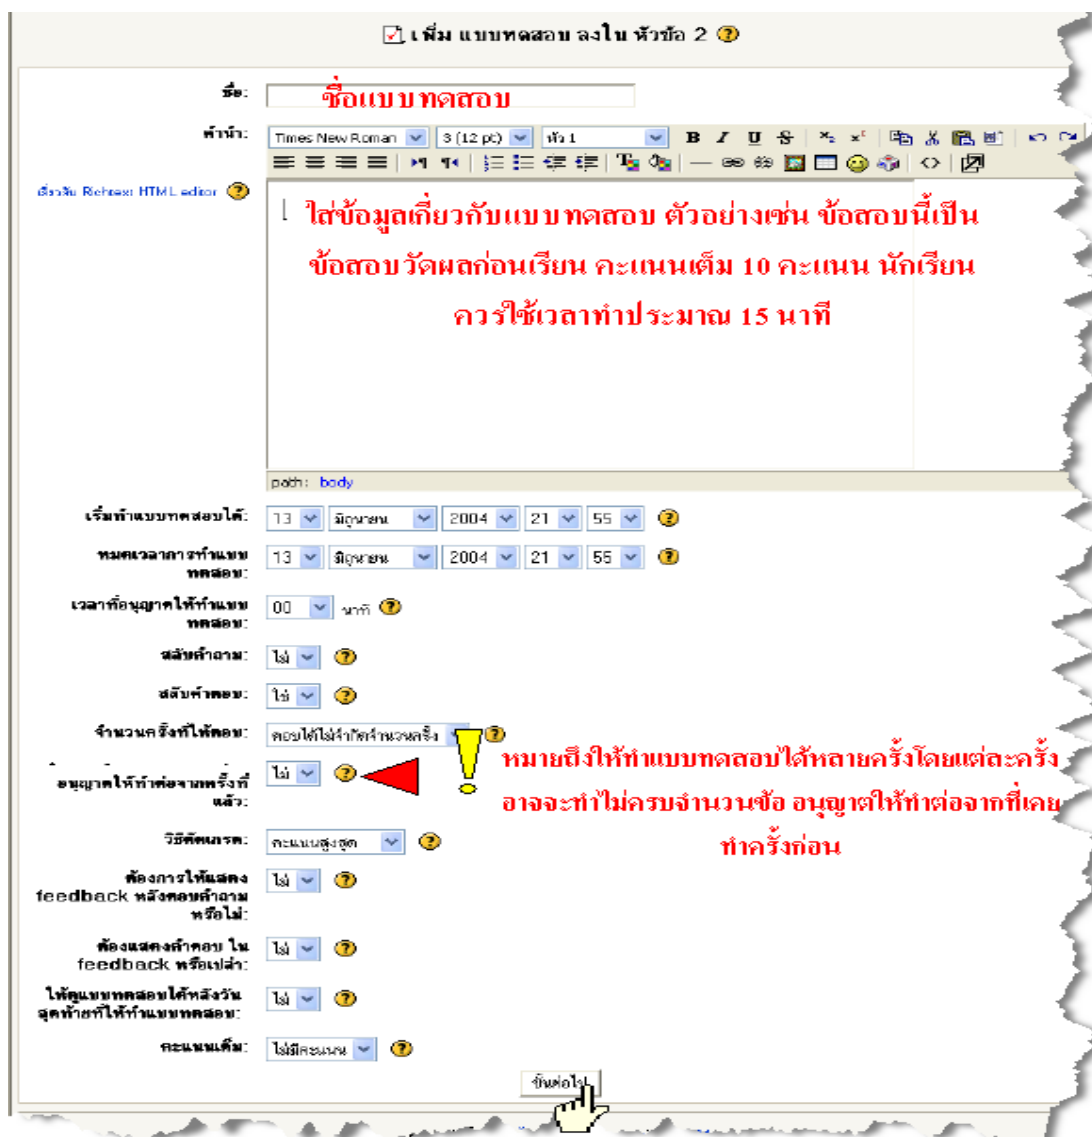 เพิ่ม แบบทดสอบ ลงใน หัวข้อ 2
ชื่อ:
ชื่อแบบทดสอบ
คำนำ:
Times New Roman 3 (12 pt) หัว 1
เกี่ยวกับ Richtext HTML editor
ใส่ข้อมูลเกี่ยวกับแบบทดสอบ ตัวอย่างเช่น ข้อสอบนี้เป็น
ข้อสอบวัดผลก่อนเรียน คะแนนเต็ม 10 คะแนน นักเรียน
ควรใช้เวลาทำประมาณ 15 นาที
path: body
เริ่มทำแบบทดสอบได้: 13 มิถุนายน 2004 21 55
หมดเวลาการทำแบบ
ทดสอบ: 13 มิถุนายน 2004 21 55
เวลาที่อนุญาตให้ทำแบบ
ทดสอบ: 00 นาที
สลับคำถาม: ไม่
สลับคำตอบ: ใช่
จำนวนครั้งที่ให้ตอบ: ตอบได้ไม่จำกัดจำนวนครั้ง
อนุญาตให้ทำต่อจากครั้งที่
แล้ว: ไม่
หมายถึงให้ทำแบบทดสอบได้หลายครั้งโดยแต่ละครั้ง
อาจจะทำไม่ครบจำนวนข้อ อนุญาตให้ทำต่อจากที่เคย
ทำครั้งก่อน
วิธีตัดเกรด: คะแนนสูงสุด
ต้องการให้แสดง
feedback หลังตอบคำถาม
หรือไม่: ไม่
ต้องแสดงคำตอบ ใน
feedback หรือเปล่า: ไม่
ให้ดูแบบทดสอบได้หลังวัน
สุดท้ายที่ให้ทำแบบทดสอบ: ไม่
คะแนนเต็ม: ไม่มีคะแนน
ขั้นต่อไป